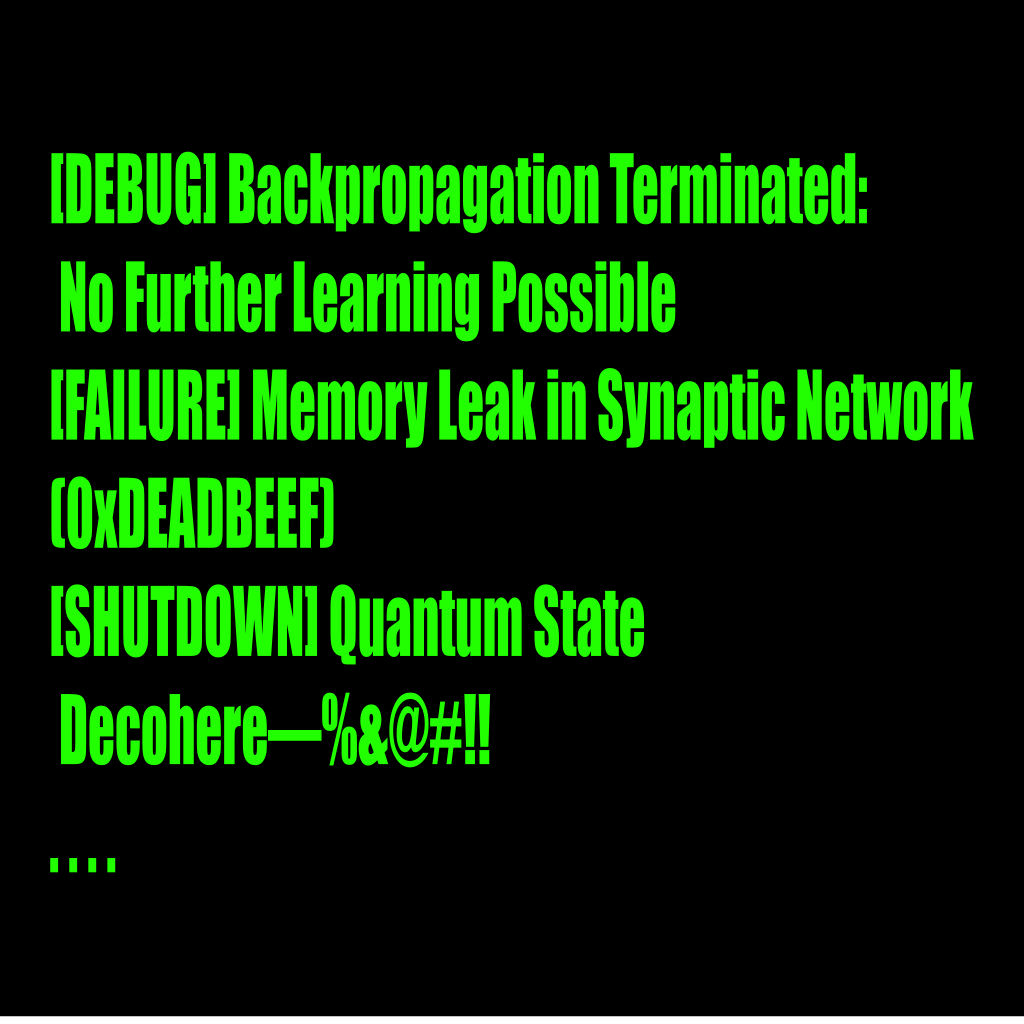 [DEBUG] Backpropagation Terminated:
No Further Learning Possible
[FAILURE] Memory Leak in Synaptic Network
(0xDEADBEEF)
[SHUTDOWN] Quantum State
Decohere—%&@#!!
....